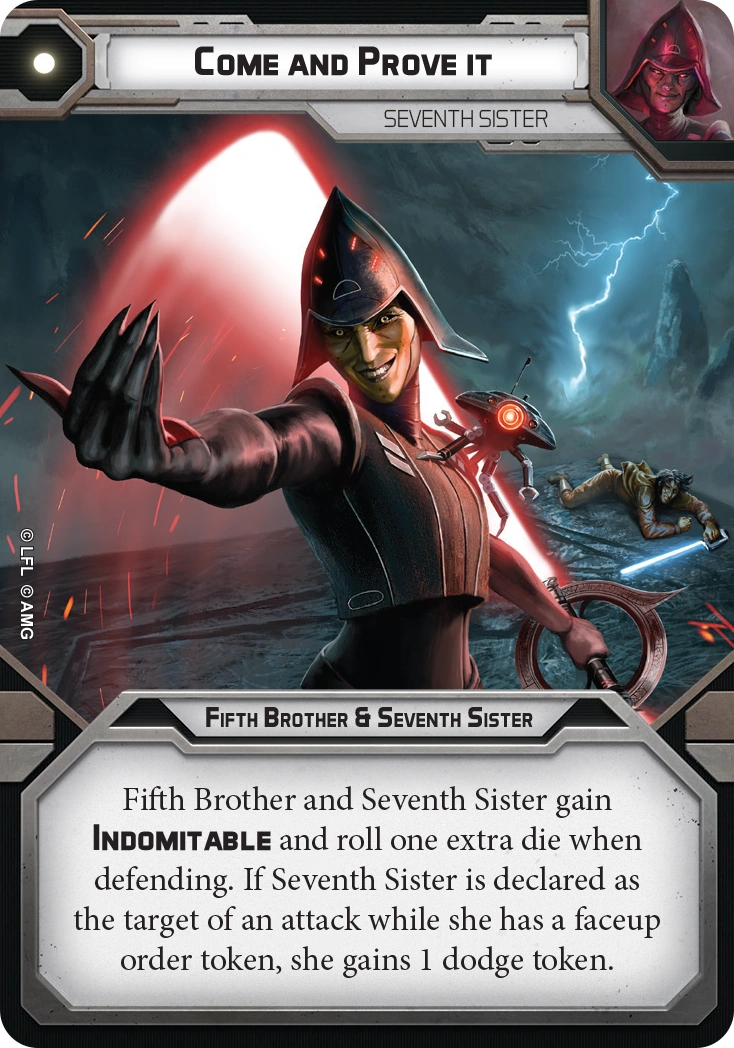 Come and Prove it
SEVENTH SISTER
© LFL © AMG
Fifth Brother & Seventh Sister
Fifth Brother and Seventh Sister gain
Indomitable and roll one extra die when
defending. If Seventh Sister is declared as
the target of an attack while she has a faceup
order token, she gains 1 dodge token.